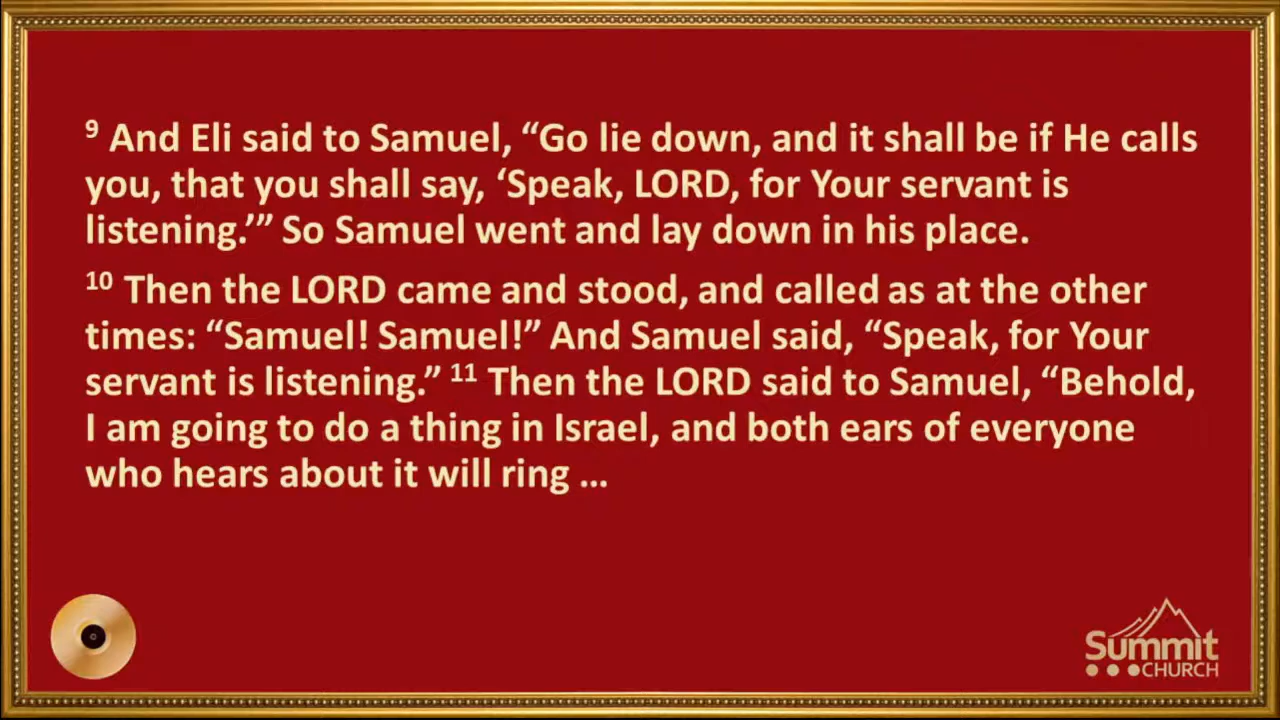 9 And Eli said to Samuel, “Go lie down, and it shall be if He calls
you, that you shall say, ‘Speak, LORD, for Your servant is
listening.’” So Samuel went and lay down in his place.
10 Then the LORD came and stood, and called as at the other
times: “Samuel! Samuel!” And Samuel said, “Speak, for Your
servant is listening.” 11 Then the LORD said to Samuel, “Behold,
I am going to do a thing in Israel, and both ears of everyone
who hears about it will ring ...
Summit
CHURCH